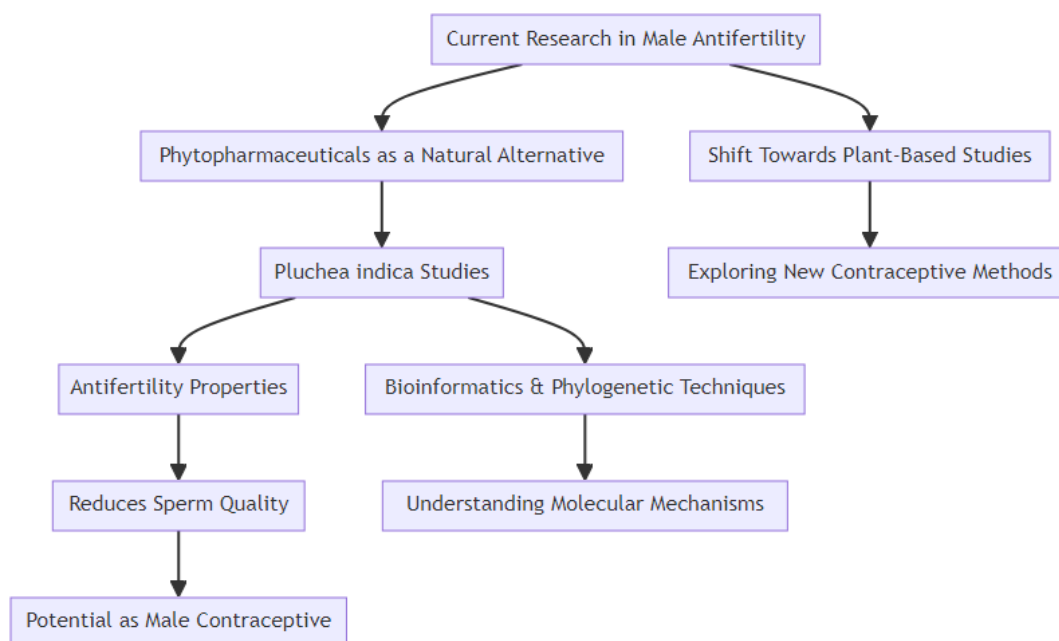 Current Research in Male Antifertility
Phytopharmaceuticals as a Natural Alternative
Shift Towards Plant-Based Studies
Pluchea indica Studies
Exploring New Contraceptive Methods
Antifertility Properties
Bioinformatics & Phylogenetic Techniques
Reduces Sperm Quality
Understanding Molecular Mechanisms
Potential as Male Contraceptive